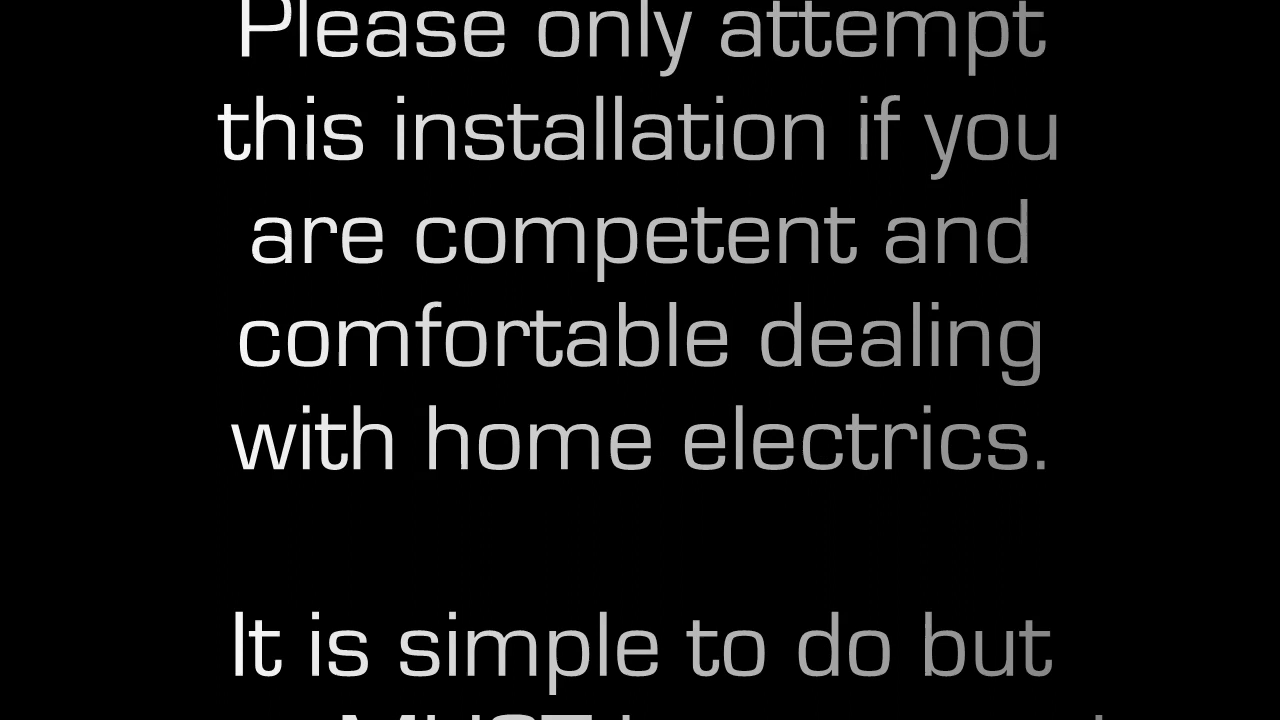 Please only attempt
this installation if you
are competent and
comfortable dealing
with home electrics.
It is simple to do but
MUST